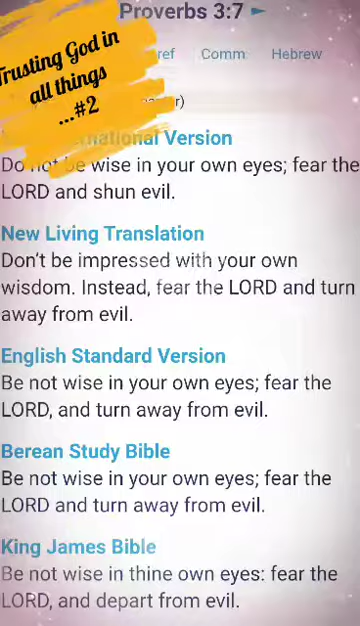 Proverbs 3:7 ►
Trusting God in
all things
...#2
ref Comm Hebrew
r)
national Version
Do not be wise in your own eyes; fear the
LORD and shun evil.
New Living Translation
Don't be impressed with your own
wisdom. Instead, fear the LORD and turn
away from evil.
English Standard Version
Be not wise in your own eyes; fear the
LORD, and turn away from evil.
Berean Study Bible
Be not wise in your own eyes; fear the
LORD and turn away from evil.
King James Bible
Be not wise in thine own eyes: fear the
LORD, and depart from evil.